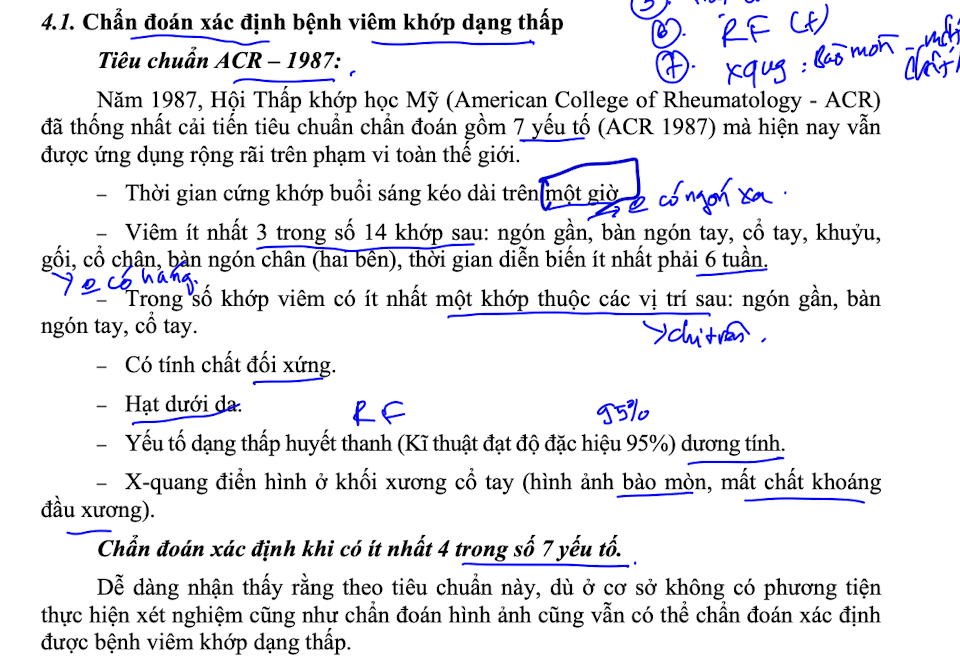 4.1. Chẩn đoán xác định bệnh viêm khớp dạng thấp
6. RF (+)
Tiêu chuẩn ACR – 1987:
7. xqug : Bào mòn
Năm 1987, Hội Thấp khớp học Mỹ (American College of Rheumatology - ACR)
đã thống nhất cải tiến tiêu chuẩn chẩn đoán gồm 7 yếu tố (ACR 1987) mà hiện nay vẫn
được ứng dụng rộng rãi trên phạm vi toàn thế giới.
– Thời gian cứng khớp buổi sáng kéo dài trên một giờ.
có ngón xa
– Viêm ít nhất 3 trong số 14 khớp sau: ngón gần, bàn ngón tay, cổ tay, khuỷu,
gối, cổ chân, bàn ngón chân (hai bên), thời gian diễn biến ít nhất phải 6 tuần.
có háng
– Trong số khớp viêm có ít nhất một khớp thuộc các vị trí sau: ngón gần, bàn
ngón tay, cổ tay.
chi trên
– Có tính chất đối xứng.
– Hạt dưới da.
RF 95%
– Yếu tố dạng thấp huyết thanh (Kĩ thuật đạt độ đặc hiệu 95%) dương tính.
– X-quang điển hình ở khối xương cổ tay (hình ảnh bào mòn, mất chất khoáng
đầu xương).
Chẩn đoán xác định khi có ít nhất 4 trong số 7 yếu tố.
Dễ dàng nhận thấy rằng theo tiêu chuẩn này, dù ở cơ sở không có phương tiện
thực hiện xét nghiệm cũng như chẩn đoán hình ảnh cũng vẫn có thể chẩn đoán xác định
được bệnh viêm khớp dạng thấp.